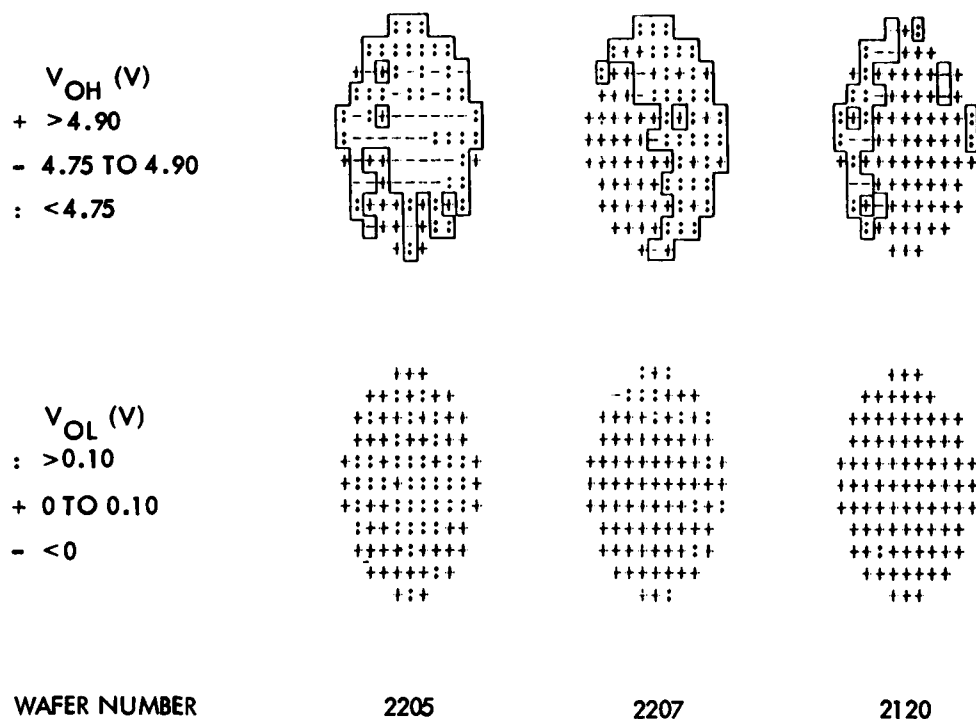 V_OH (V)
+ >4.90
- 4.75 TO 4.90
: <4.75
V_OL (V)
: >0.10
+ 0 TO 0.10
- <0
WAFER NUMBER 2205 2207 2120